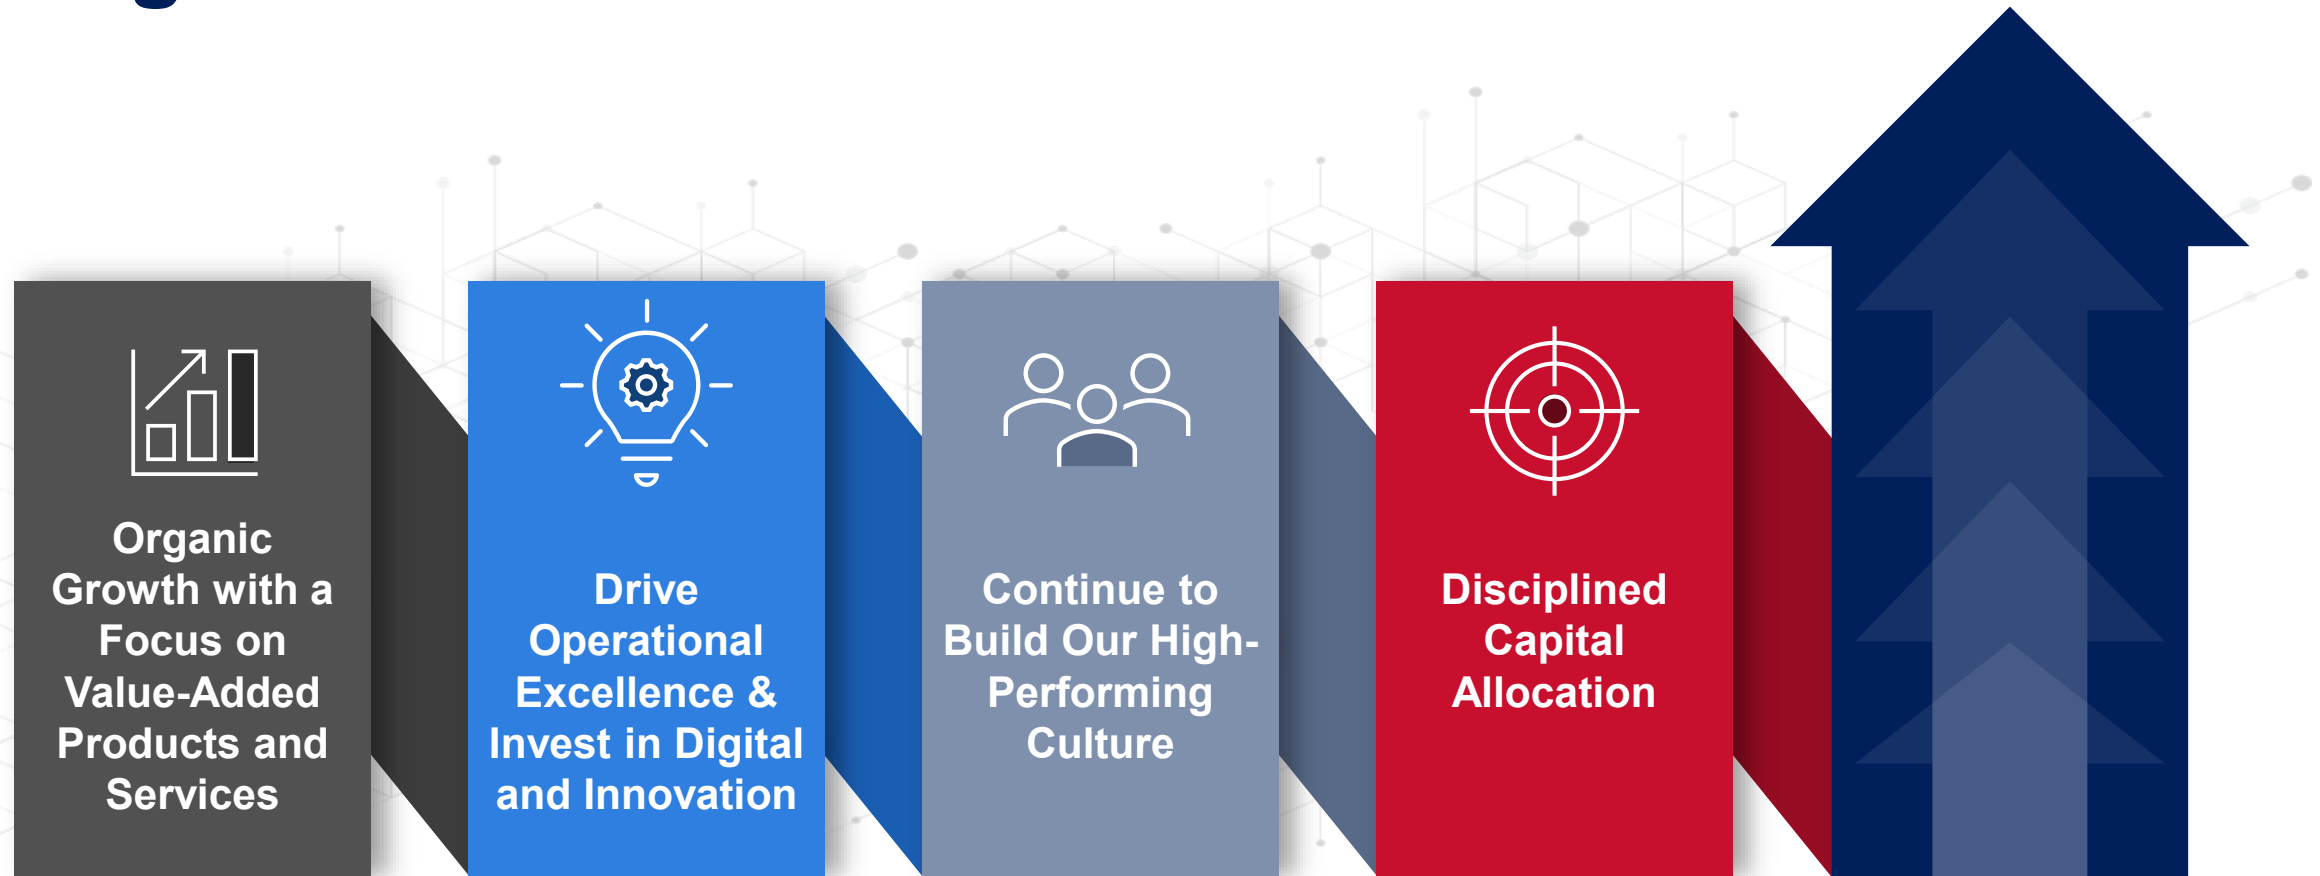 Organic
Growth with a
Focus on
Value-Added
Products and
Services
Drive
Operational
Excellence &
Invest in Digital
and Innovation
Continue to
Build Our High-
Performing
Culture
Disciplined
Capital
Allocation